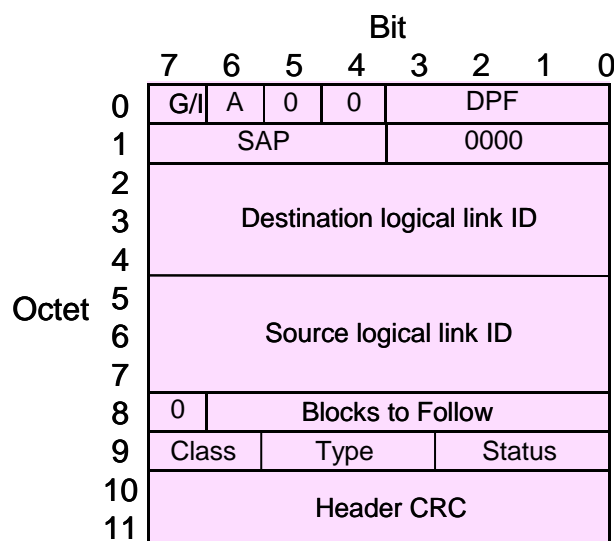 Bit
7 6 5 4 3 2 1 0
0 G/I A 0 0 DPF
1 SAP 0000
2
3 Destination logical link ID
4
5
Octet 6 Source logical link ID
7
8 0 Blocks to Follow
9 Class Type Status
10
Header CRC
11